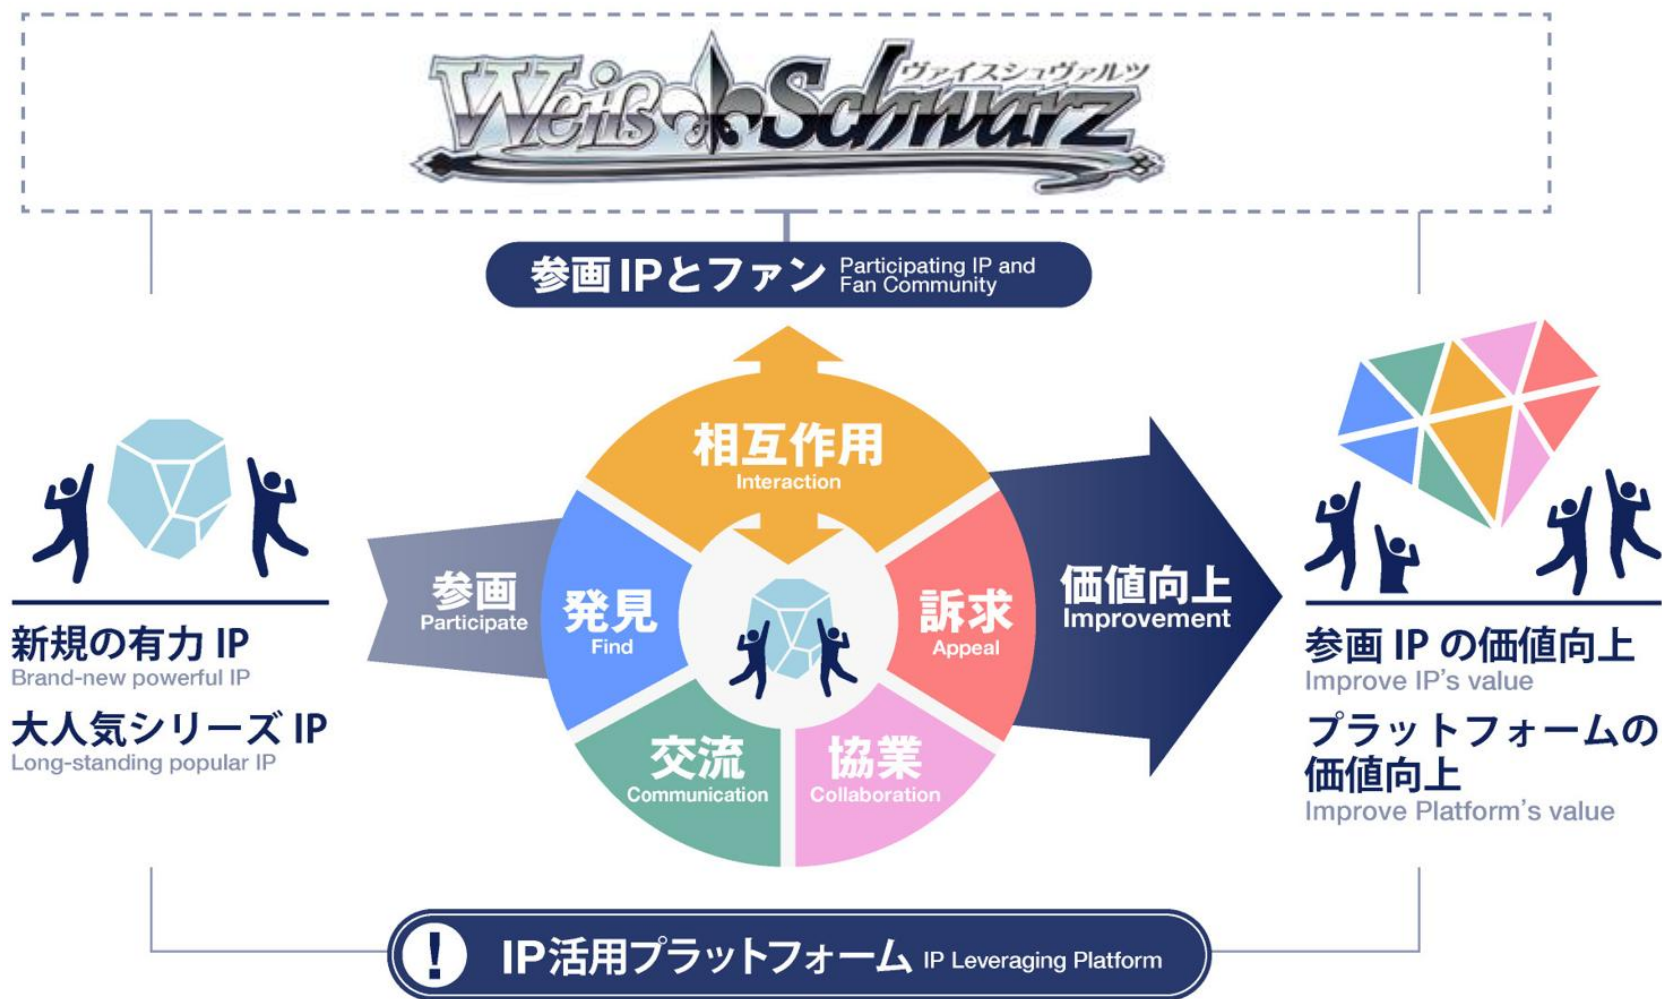 Weiß Schwarz
ヴァイスシュヴァルツ
参画 IPとファン
Participating IP and
Fan Community
相互作用
Interaction
参画
Participate
発見
Find
訴求
Appeal
交流
Communication
協業
Collaboration
価値向上
Improvement
新規の有力 IP
Brand-new powerful IP
大人気シリーズ IP
Long-standing popular IP
参画 IP の価値向上
Improve IP's value
プラットフォームの
価値向上
Improve Platform's value
! IP活用プラットフォーム IP Leveraging Platform